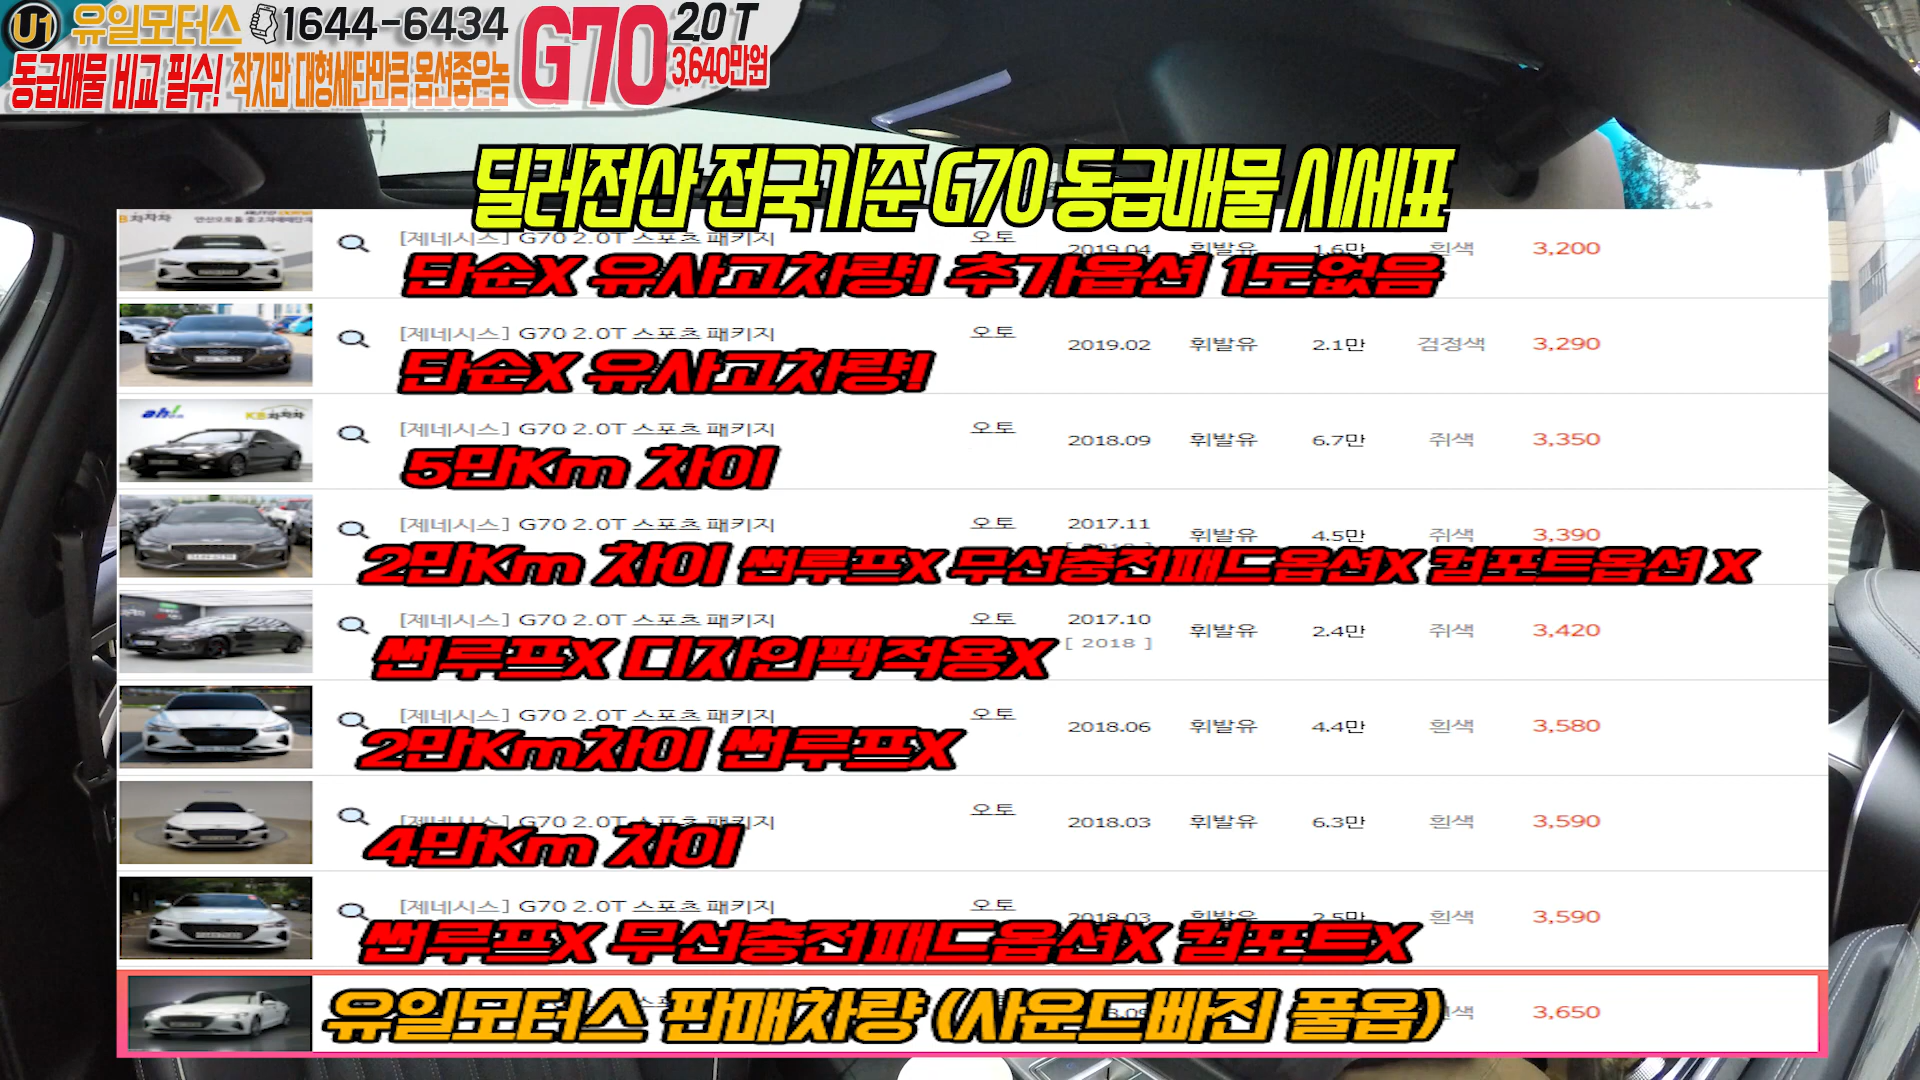 U1 유일모터스 1644-6434
동급매물 비교 필수! 작지만 대형세단만큼 옵션좋은놈
G70 2.0T
3,640만원
딜러전산 전국기준 G70 동급매물 시세표
[제네시스] G70 2.0T 스포츠 패키지 오토 2019.04 휘발유 1.6만 흰색 3,200
단순X 유사고차량! 추가옵션 1도없음
[제네시스] G70 2.0T 스포츠 패키지 오토 2019.02 휘발유 2.1만 검정색 3,290
단순X 유사고차량!
[제네시스] G70 2.0T 스포츠 패키지 오토 2018.09 휘발유 6.7만 쥐색 3,350
5만Km 차이
[제네시스] G70 2.0T 스포츠 패키지 오토 2017.11 휘발유 4.5만 쥐색 3,390
2만Km 차이 썬루프X 무선충전패드옵션X 컴포트옵션 X
[제네시스] G70 2.0T 스포츠 패키지 오토 2017.10 [ 2018 ] 휘발유 2.4만 쥐색 3,420
썬루프X 디자인팩적용X
[제네시스] G70 2.0T 스포츠 패키지 오토 2018.06 휘발유 4.4만 흰색 3,580
2만Km차이 썬루프X
[제네시스] G70 2.0T 스포츠 패키지 오토 2018.03 휘발유 6.3만 흰색 3,590
4만Km 차이
[제네시스] G70 2.0T 스포츠 패키지 오토 2018.03 휘발유 2.5만 흰색 3,590
썬루프X 무선충전패드옵션X 컴포트X
유일모터스 판매차량 (사운드빠진 풀옵) 3,650